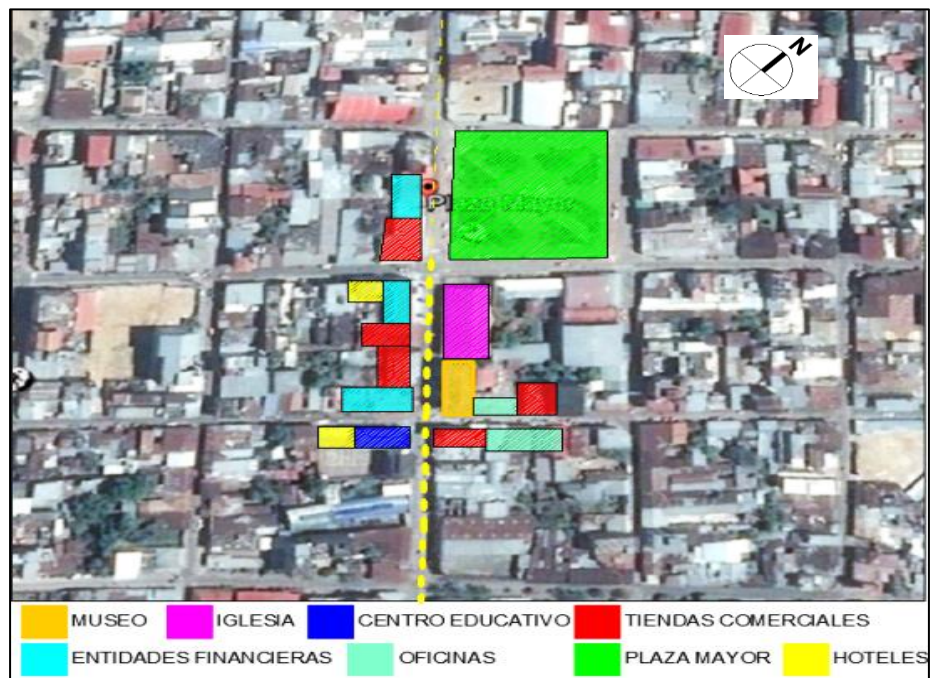 N
Plaza Mayor
MUSEO IGLESIA CENTRO EDUCATIVO TIENDAS COMERCIALES
ENTIDADES FINANCIERAS OFICINAS PLAZA MAYOR HOTELES